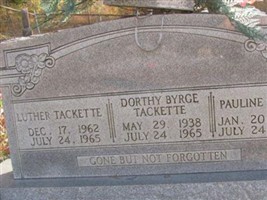 LUTHER TACKETTE
DEC. 17, 1962
JULY 24, 1965
DORTHY BYRGE
TACKETTE
MAY 29 1938
JULY 24, 1965
PAULINE
JAN. 20
JULY 24
GONE BUT NOT FORGOTTEN